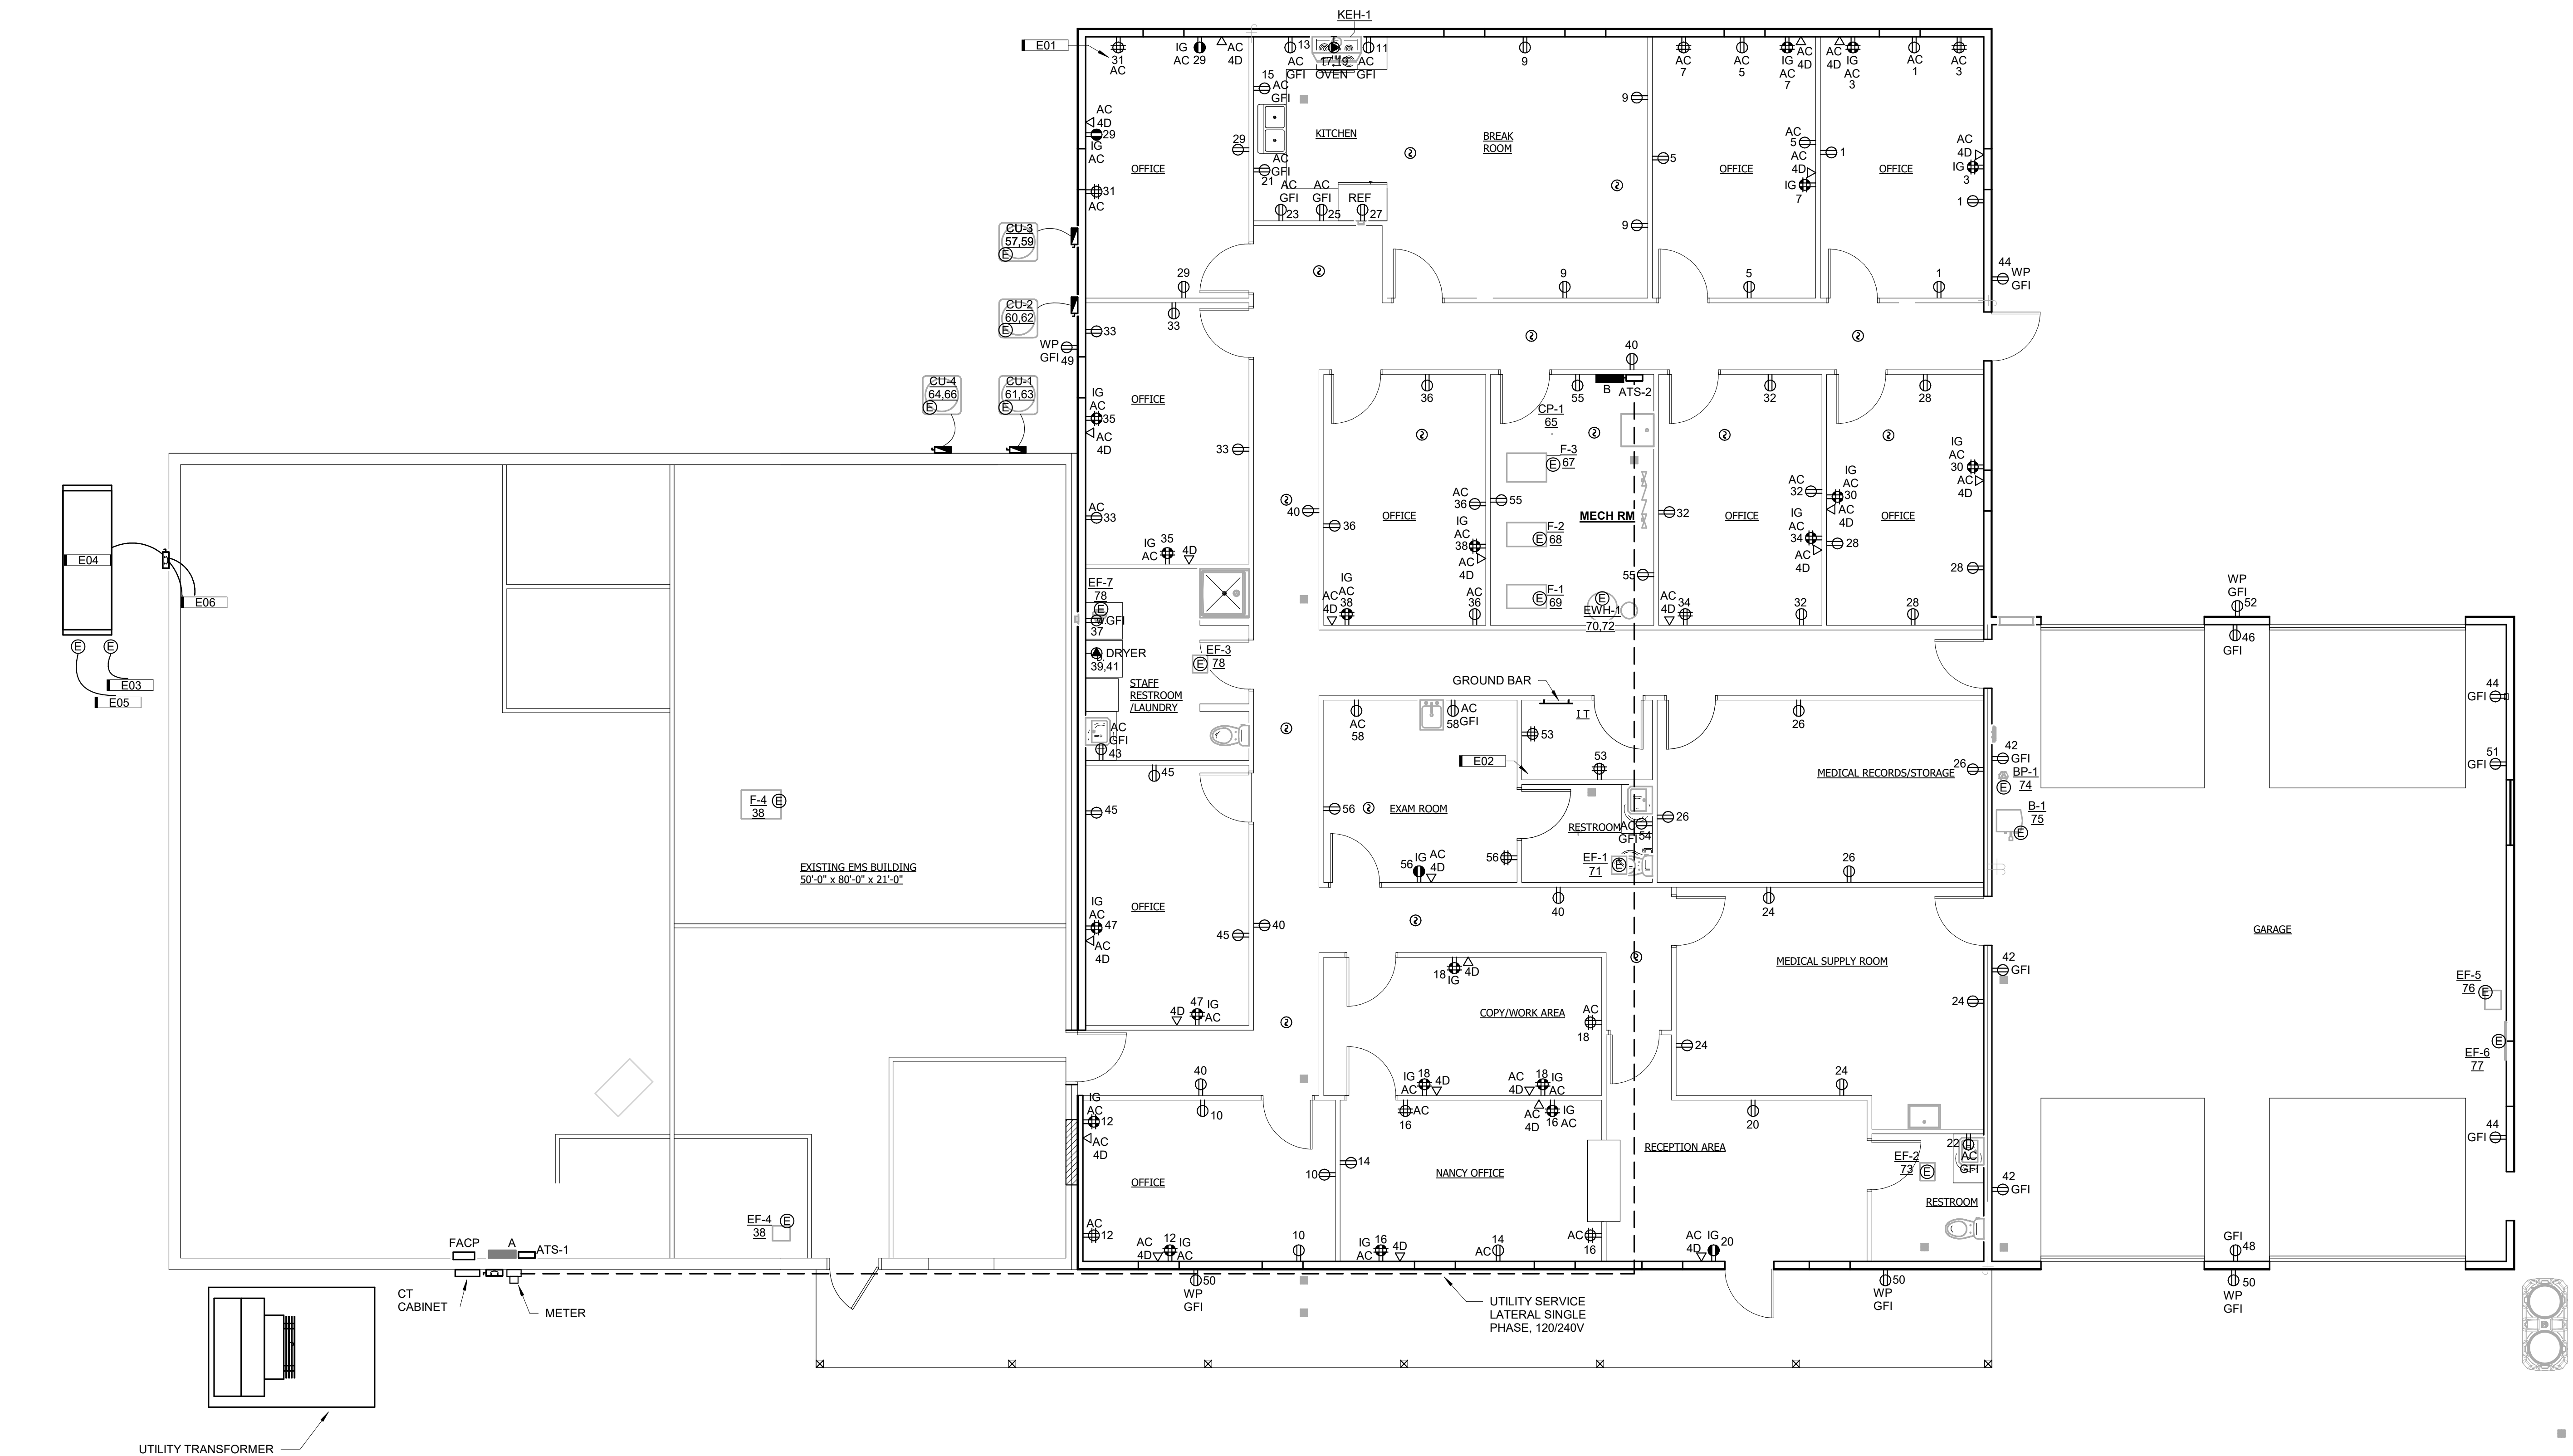 KEH-1
E01
31
AC
IG
AC 29
AC
4D
13
AC
GFI
17,19
OVEN
11
AC
GFI
9
AC
7
AC
5
IG
AC
7
AC
4D
AC
4D
IG
AC
3
AC
1
AC
3
15
AC
GFI
9
AC
4D
29
IG
AC
29
OFFICE
31
AC
KITCHEN
BREAK
ROOM
AC
GFI
21
AC
GFI
23
AC
GFI
25
REF
27
9
5
OFFICE
AC
5
AC
4D
IG
7
1
OFFICE
AC
4D
IG
3
1
CU-3
57,59
E
29
9
5
1
44
WP
GFI
CU-2
60,62
E
33
33
WP
GFI 49
40
CU-4
64,66
E
CU-1
61,63
E
IG
AC
35
AC
4D
OFFICE
33
36
CP-1
65
55
B
ATS-2
32
28
F-3
67
E
IG
AC
30
AC
4D
AC
33
40
36
OFFICE
AC
36
IG
AC
38
AC
4D
55
MECH RM
F-2
68
E
32
OFFICE
AC
32
IG
AC
34
AC
4D
IG
AC
30
AC
4D
28
OFFICE
28
35
IG
AC
4D
E04
E06
EF-7
78
E
GFI
37
IG
AC
AC
4D
38
AC
36
F-1
69
E
55
E
EWH-1
70,72
AC
4D
34
32
28
WP
GFI
52
46
GFI
E
E
E03
E05
DRYER
39,41
EF-3
78
E
STAFF
RESTROOM
/LAUNDRY
GROUND BAR
I T
44
GFI
AC
GFI
43
AC
58
58
AC
GFI
53
53
26
MEDICAL RECORDS/STORAGE
26
42
GFI
51
GFI
E02
45
45
F-4
38
E
56
EXAM ROOM
RESTROOM
AC
GFI
54
26
BP-1
74
E
B-1
75
E
EXISTING EMS BUILDING
50'-0" x 80'-0" x 21'-0"
56
IG
AC
4D
56
EF-1
71
E
26
OFFICE
IG
AC
47
AC
4D
45
40
40
24
GARAGE
MEDICAL SUPPLY ROOM
42
GFI
18
IG
4D
24
EF-5
76
E
47
IG
AC
4D
COPY/WORK AREA
AC
18
24
EF-6
77
E
40
IG
AC
18
4D
AC
4D
18
IG
AC
24
IG
AC
12
AC
4D
10
AC
16
AC
4D
IG
16 AC
20
44
GFI
OFFICE
10
14
NANCY OFFICE
RECEPTION AREA
22
AC
GFI
EF-2
73
E
RESTROOM
42
GFI
EF-4
38
E
AC
12
AC
4D
12
IG
AC
10
IG
AC
16
4D
14
AC
AC
16
AC
4D
IG
20
GFI
48
FACP
A
ATS-1
50
WP
GFI
50
WP
GFI
50
WP
GFI
CT
CABINET
METER
UTILITY SERVICE
LATERAL SINGLE
PHASE, 120/240V
UTILITY TRANSFORMER